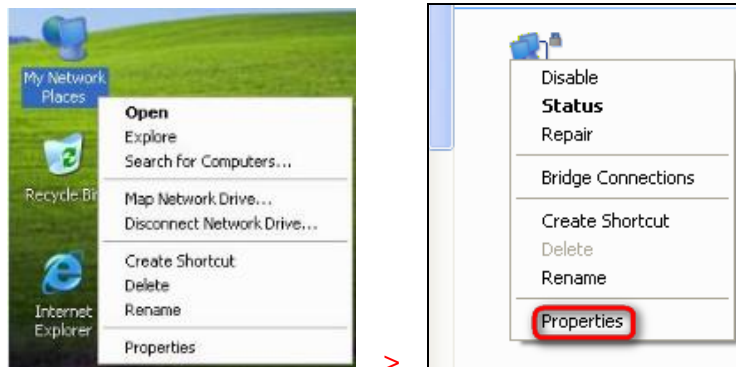 My Network
Places
Open
Explore
Search for Computers...
Recycle Bin
Map Network Drive...
Disconnect Network Drive...
Create Shortcut
Delete
Rename
Internet
Explorer
Properties
>
Disable
Status
Repair
Bridge Connections
Create Shortcut
Delete
Rename
Properties